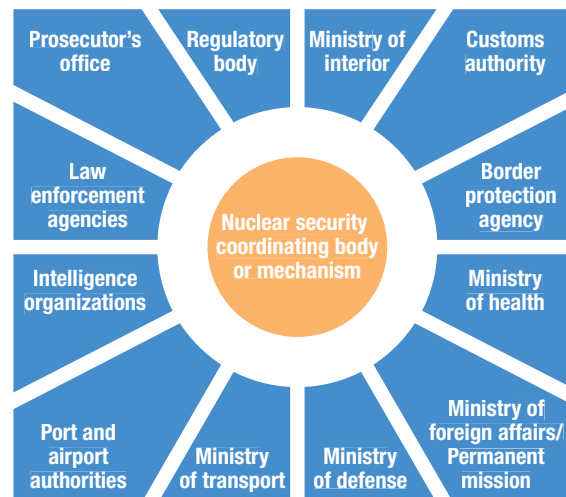 Prosecutor's
office
Regulatory
body
Ministry of
interior
Customs
authority
Law
enforcement
agencies
Border
protection
agency
Nuclear security
coordinating body
or mechanism
Intelligence
organizations
Ministry
of health
Port and
airport
authorities
Ministry
of transport
Ministry
of defense
Ministry of
foreign affairs/
Permanent
mission